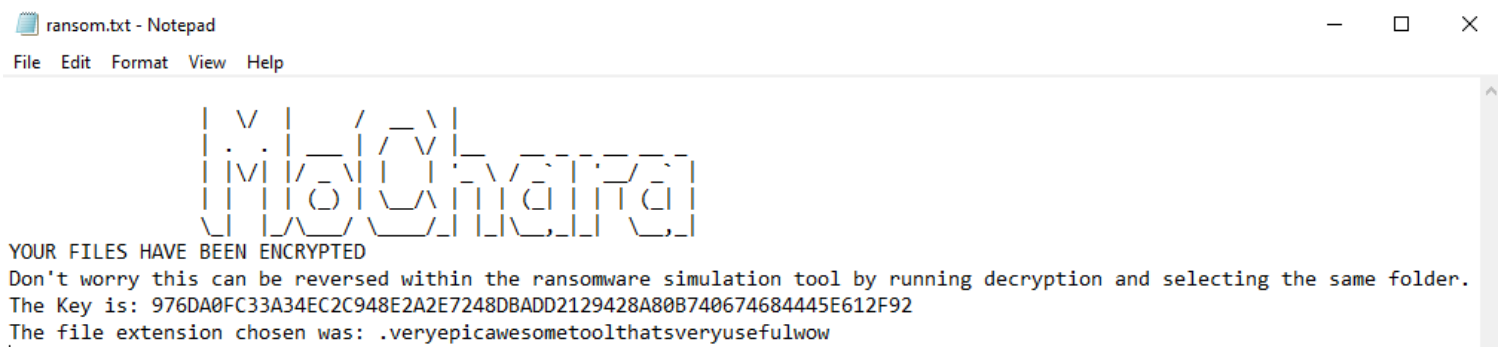 ransom.txt - Notepad
File Edit Format View Help
MoChara
YOUR FILES HAVE BEEN ENCRYPTED
Don't worry this can be reversed within the ransomware simulation tool by running decryption and selecting the same folder.
The Key is: 976DA0FC33A34EC2C948E2A2E7248DBADD2129428A80B740674684445E612F92
The file extension chosen was: .veryepicawesometoolthatsveryusefulwow